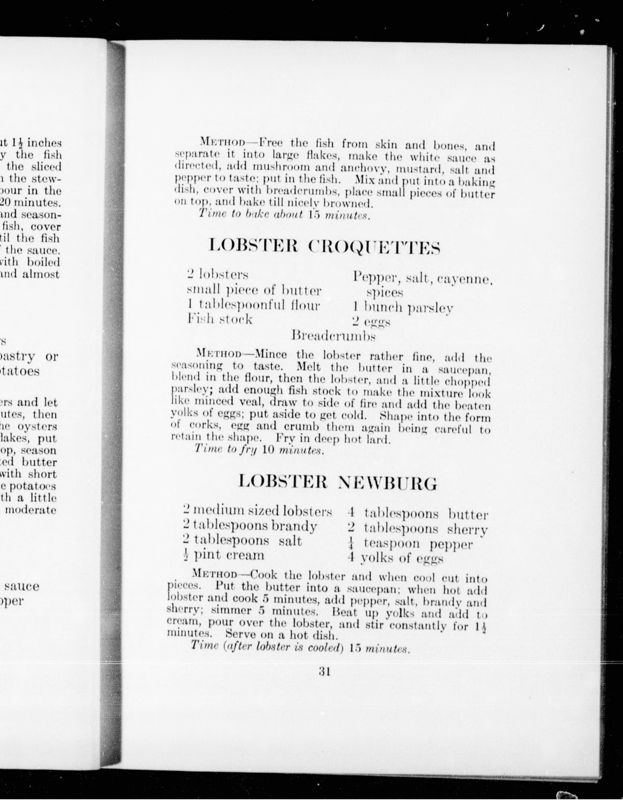 ut 1½ inches
y the fish
the sliced
n the stew-
pour in the
20 minutes.
and season-
fish, cover
til the fish
the sauce.
with boiled
and almost
s
pastry or
tatoes
ers and let
utes, then
he oysters
lakes, put
op, season
ted butter
with short
e potatoes
th a little
moderate
sauce
pper
METHOD—Free the fish from skin and bones, and
separate it into large flakes, make the white sauce as
directed, add mushroom and anchovy, mustard, salt and
pepper to taste; put in the fish. Mix and put into a baking
dish, cover with breadcrumbs, place small pieces of butter
on top, and bake till nicely browned.
Time to bake about 15 minutes.
LOBSTER CROQUETTES
2 lobsters
small piece of butter
1 tablespoonful flour
Fish stock
Pepper, salt, cayenne,
spices
1 bunch parsley
2 eggs
Breadcrumbs
METHOD—Mince the lobster rather fine, add the
seasoning to taste. Melt the butter in a saucepan,
blend in the flour, then the lobster, and a little chopped
parsley; add enough fish stock to make the mixture look
like minced veal, draw to side of fire and add the beaten
yolks of eggs; put aside to get cold. Shape into the form
of corks, egg and crumb them again being careful to
retain the shape. Fry in deep hot lard.
Time to fry 10 minutes.
LOBSTER NEWBURG
2 medium sized lobsters
2 tablespoons brandy
2 tablespoons salt
½ pint cream
4 tablespoons butter
2 tablespoons sherry
¼ teaspoon pepper
4 yolks of eggs
METHOD—Cook the lobster and when cool cut into
pieces. Put the butter into a saucepan; when hot add
lobster and cook 5 minutes, add pepper, salt, brandy and
sherry; simmer 5 minutes. Beat up yolks and add to
cream, pour over the lobster, and stir constantly for 1½
minutes. Serve on a hot dish.
Time (after lobster is cooled) 15 minutes.
31